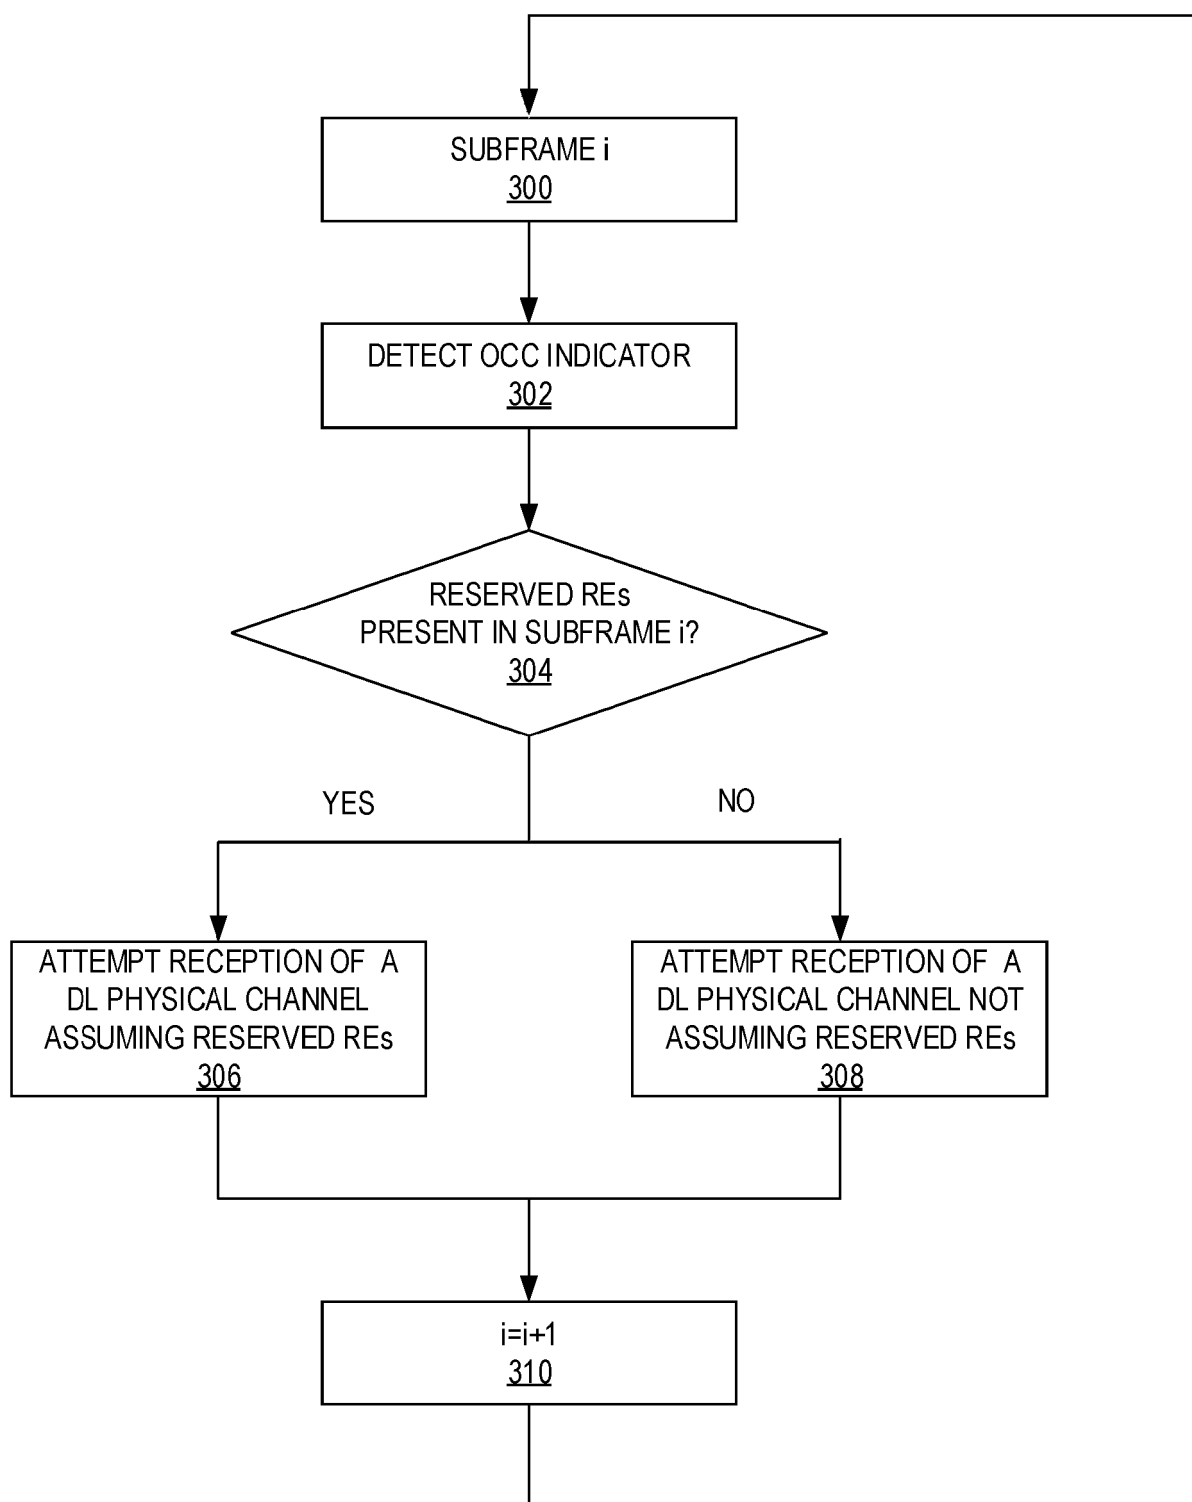 SUBFRAME i
300
DETECT OCC INDICATOR
302
RESERVED REs
PRESENT IN SUBFRAME i?
304
YES
NO
ATTEMPT RECEPTION OF A
DL PHYSICAL CHANNEL
ASSUMING RESERVED REs
306
ATTEMPT RECEPTION OF A
DL PHYSICAL CHANNEL NOT
ASSUMING RESERVED REs
308
i=i+1
310